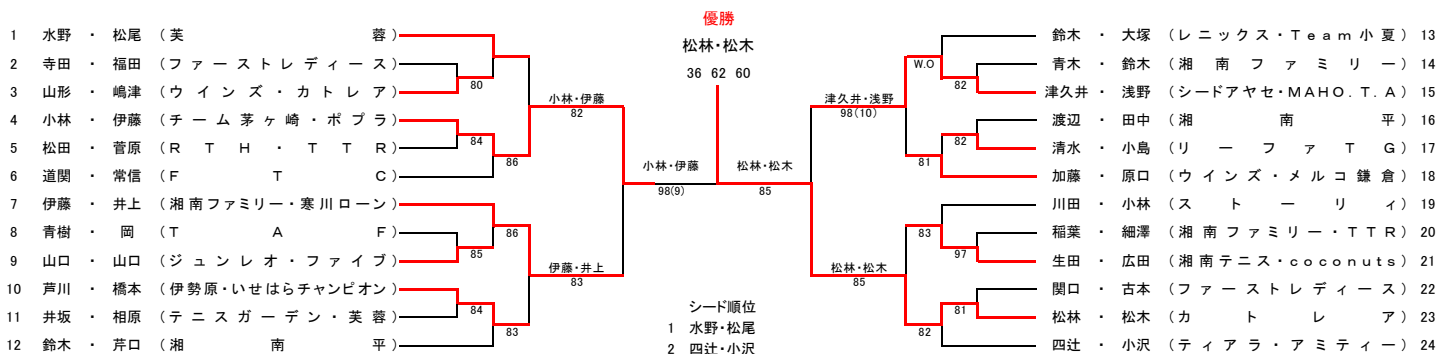 優勝
松林・松木
36 62 60
1 水野 ・ 松尾 (芙 蓉)
2 寺田 ・ 福田 (ファーストレディース)
80
3 山形 ・ 嶋津 (ウインズ・カトレア)
小林・伊藤
82
4 小林 ・ 伊藤 (チーム茅ヶ崎・ポプラ)
84
5 松田 ・ 菅原 (RTH・TTR)
86
6 道関 ・ 常信 (FTC)
小林・伊藤
98(9)
7 伊藤 ・ 井上 (湘南ファミリー・寒川ローン)
86
8 青樹 ・ 岡 (TAF)
85
9 山口 ・ 山口 (ジュンレオ・ファイブ)
伊藤・井上
83
10 芦川 ・ 橋本 (伊勢原・いせはらチャンピオン)
84
11 井坂 ・ 相原 (テニスガーデン・芙蓉)
83
12 鈴木 ・ 芹口 (湘南平)
鈴木 ・ 大塚 (レニックス・Team小夏) 13
W.O
青木 ・ 鈴木 (湘南ファミリー) 14
82
津久井 ・ 浅野 (シードアヤセ・MAHO.T.A) 15
津久井・浅野
98(10)
渡辺 ・ 田中 (湘南平) 16
82
清水 ・ 小島 (リーファTG) 17
81
加藤 ・ 原口 (ウインズ・メルコ鎌倉) 18
松林・松木
85
川田 ・ 小林 (ストーリィ) 19
83
稲葉 ・ 細澤 (湘南ファミリー・TTR) 20
97
生田 ・ 広田 (湘南テニス・coconuts) 21
松林・松木
85
関口 ・ 古本 (ファーストレディース) 22
81
松林 ・ 松木 (カトレア) 23
82
四辻 ・ 小沢 (ティアラ・アミティー) 24
シード順位
1 水野・松尾
2 四辻・小沢